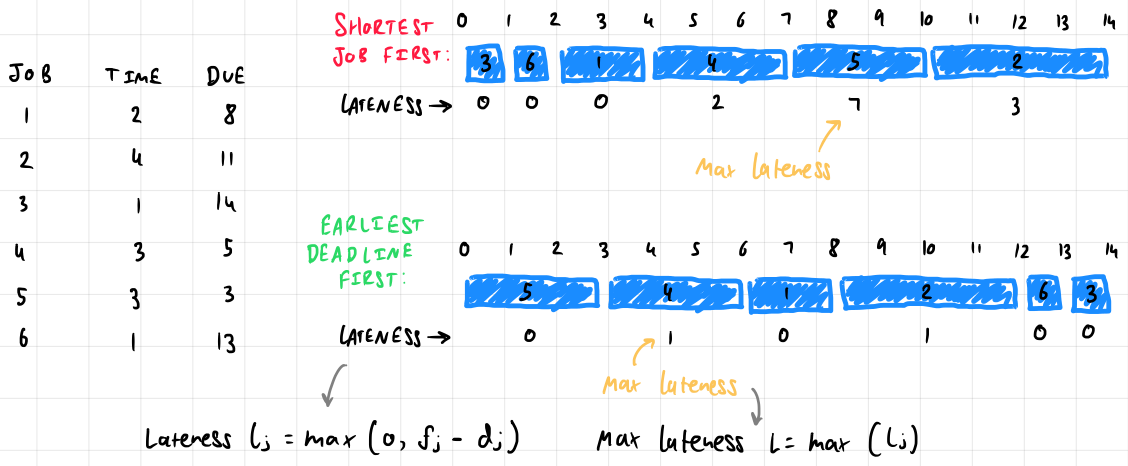 JOB TIME DUE
1 2 8
2 4 11
3 1 14
4 3 5
5 3 3
6 1 13
SHORTEST
JOB FIRST:
0 1 2 3 4 5 6 7 8 9 10 11 12 13 14
3 6 1 4 5 2
LATENESS → 0 0 0 2 7 3
Max lateness
EARLIEST
DEADLINE
FIRST:
0 1 2 3 4 5 6 7 8 9 10 11 12 13 14
5 4 1 2 6 3
LATENESS → 0 1 0 1 0 0
Max lateness
Lateness lj = max (0, fj - dj)
Max lateness L = max (lj)